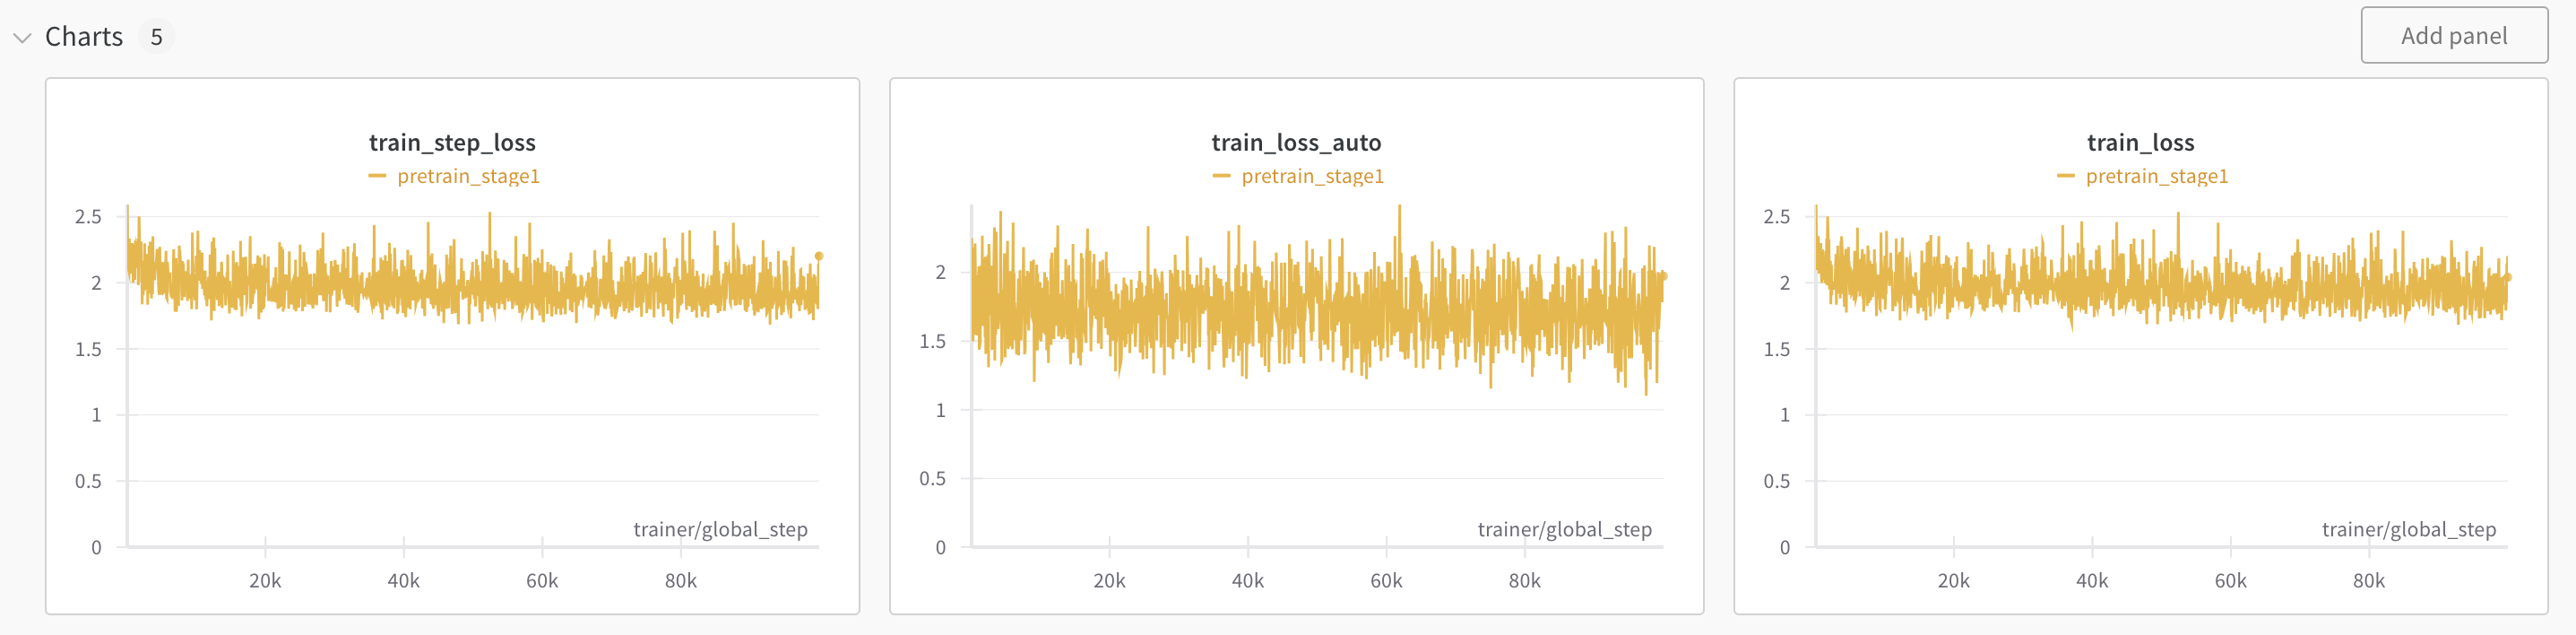 Charts 5
Add panel
train_step_loss
pretrain_stage1
2.5
2
1.5
1
0.5
0
trainer/global_step
20k 40k 60k 80k
train_loss_auto
pretrain_stage1
2
1.5
1
0.5
0
trainer/global_step
20k 40k 60k 80k
train_loss
pretrain_stage1
2.5
2
1.5
1
0.5
0
trainer/global_step
20k 40k 60k 80k